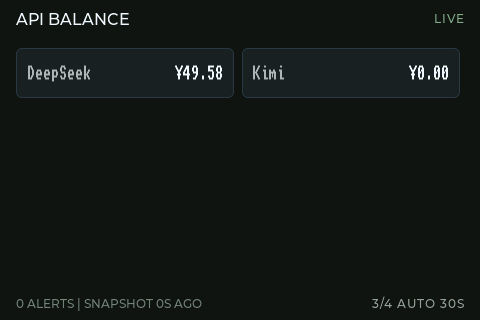 API BALANCE LIVE
DeepSeek ¥49.58 Kimi ¥0.00
0 ALERTS | SNAPSHOT 0S AGO 3/4 AUTO 30S